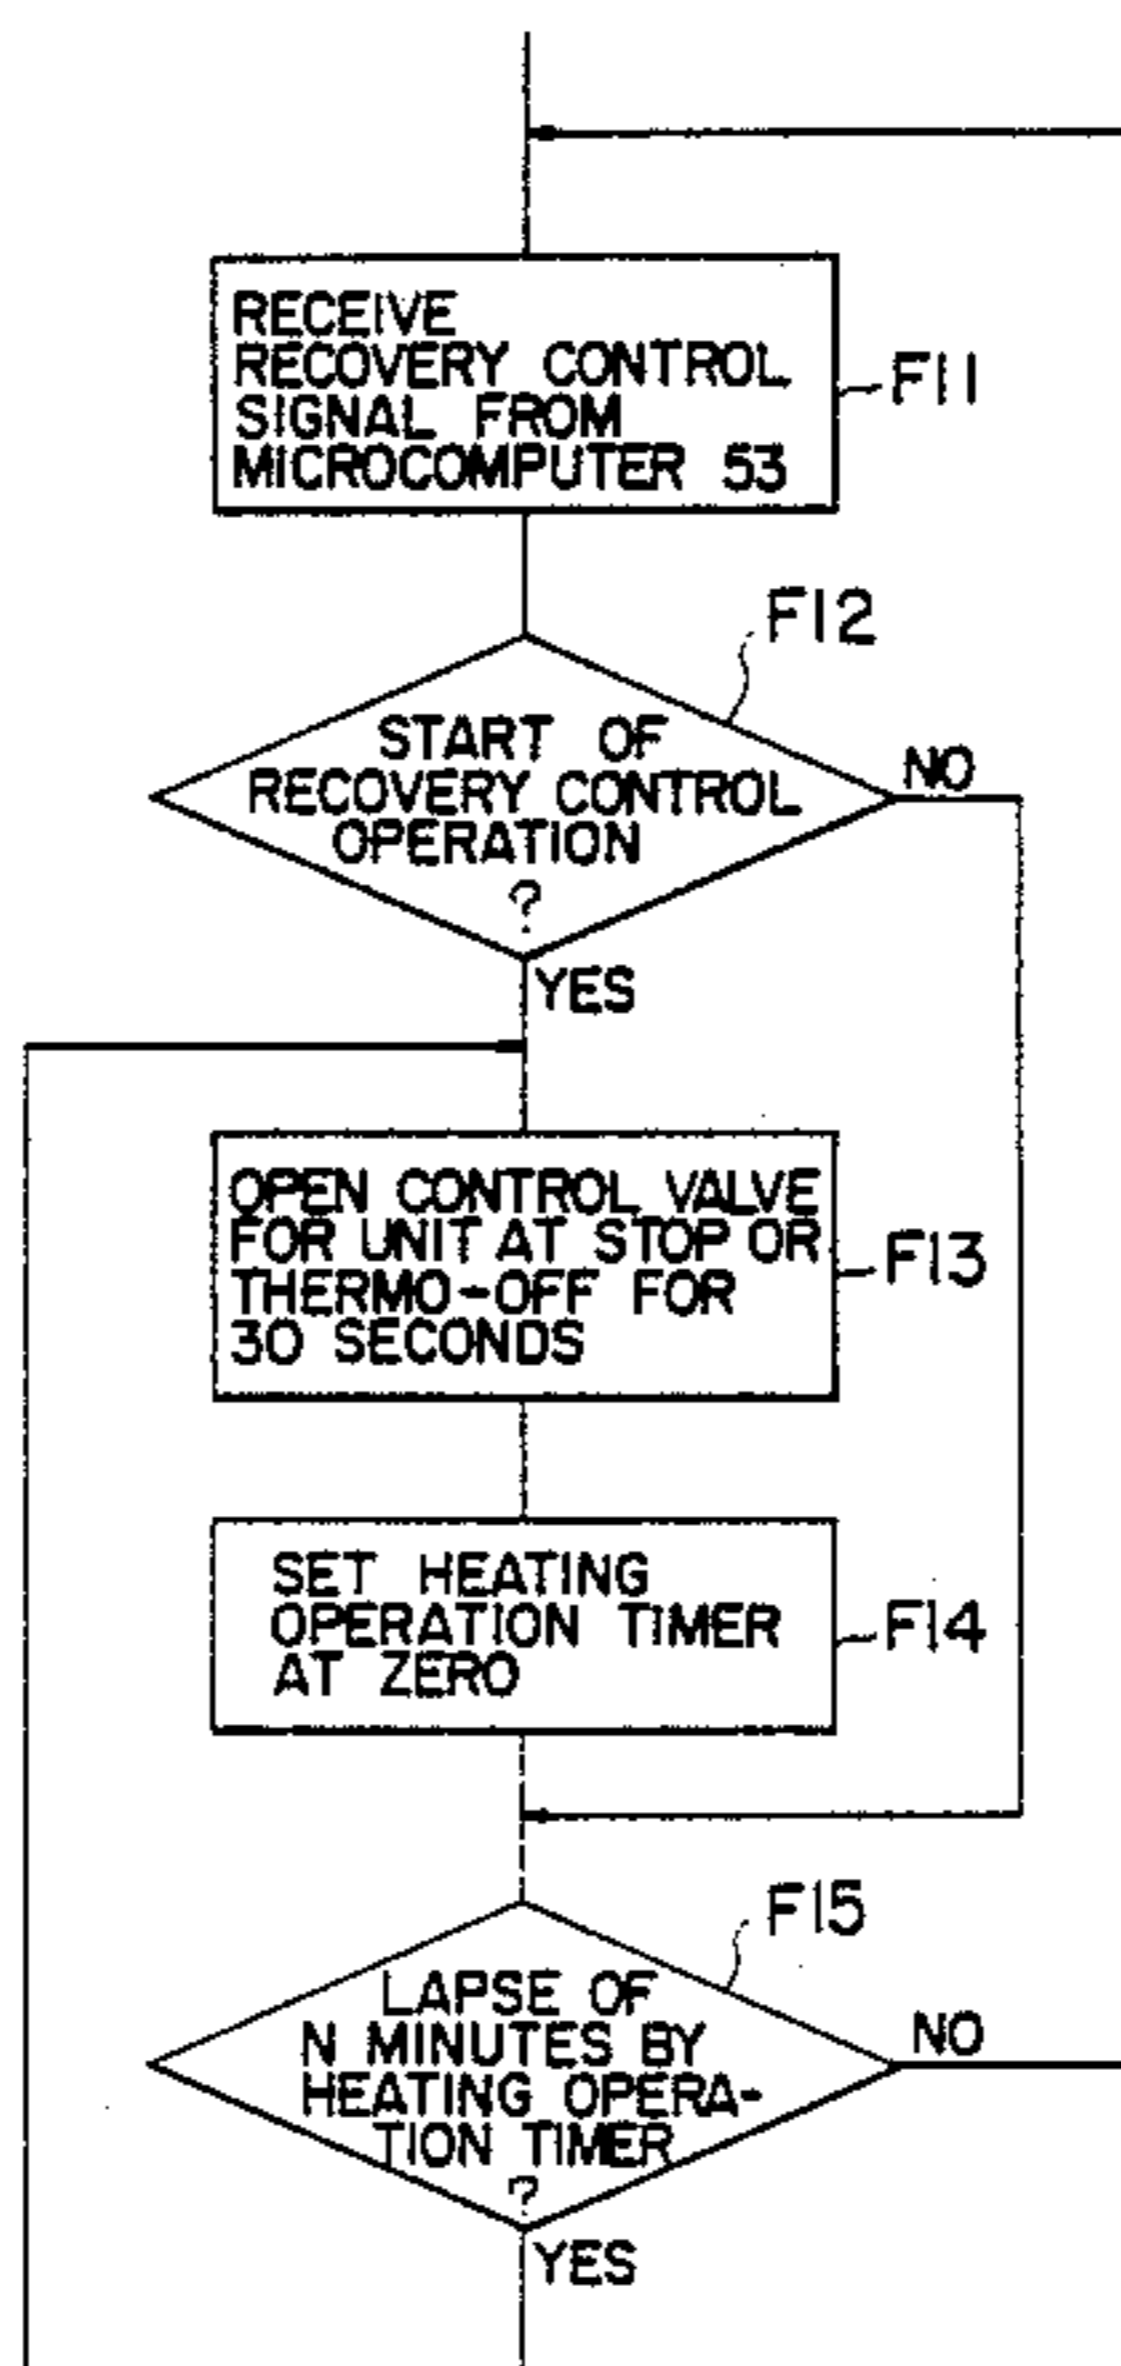 RECEIVE
RECOVERY CONTROL
SIGNAL FROM
MICROCOMPUTER 53
F11
F12
START OF
RECOVERY CONTROL
OPERATION
?
NO
YES
OPEN CONTROL VALVE
FOR UNIT AT STOP OR
THERMO-OFF FOR
30 SECONDS
F13
SET HEATING
OPERATION TIMER
AT ZERO
F14
F15
LAPSE OF
N MINUTES BY
HEATING OPERA-
TION TIMER
?
NO
YES